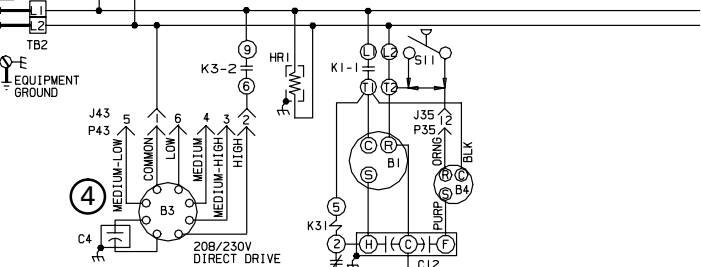 L1
L2
TB2
EQUIPMENT
GROUND
9
K3-2
6
HR1
K1-1
L1
L2
S11
T1
T2
J43
P43
5
1
6
4
3
2
J35
P35
12
MEDIUM-LOW
COMMON
LOW
MEDIUM
MEDIUM-HIGH
HIGH
ORNG
BLK
C
R
B1
S
R
C
B4
S
PURP
4
B3
C4
5
K31
2
H
C
F
C12
208/230V
DIRECT DRIVE